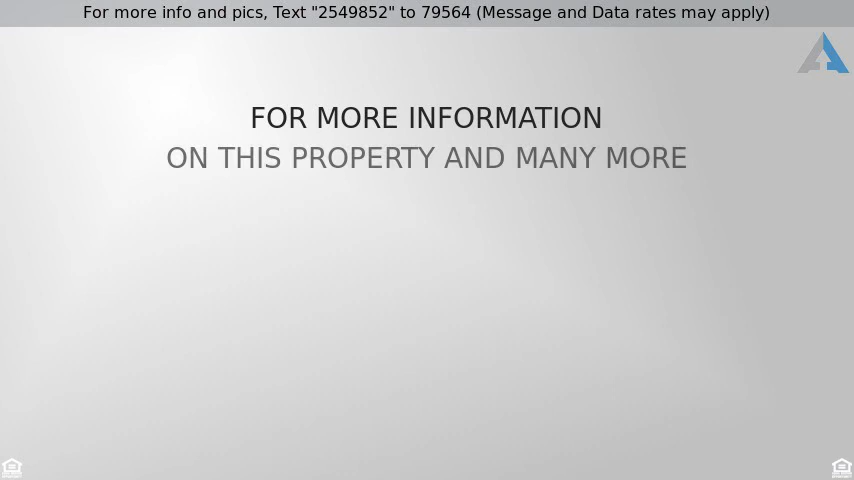 For more info and pics, Text "2549852" to 79564 (Message and Data rates may apply)
FOR MORE INFORMATION
ON THIS PROPERTY AND MANY MORE